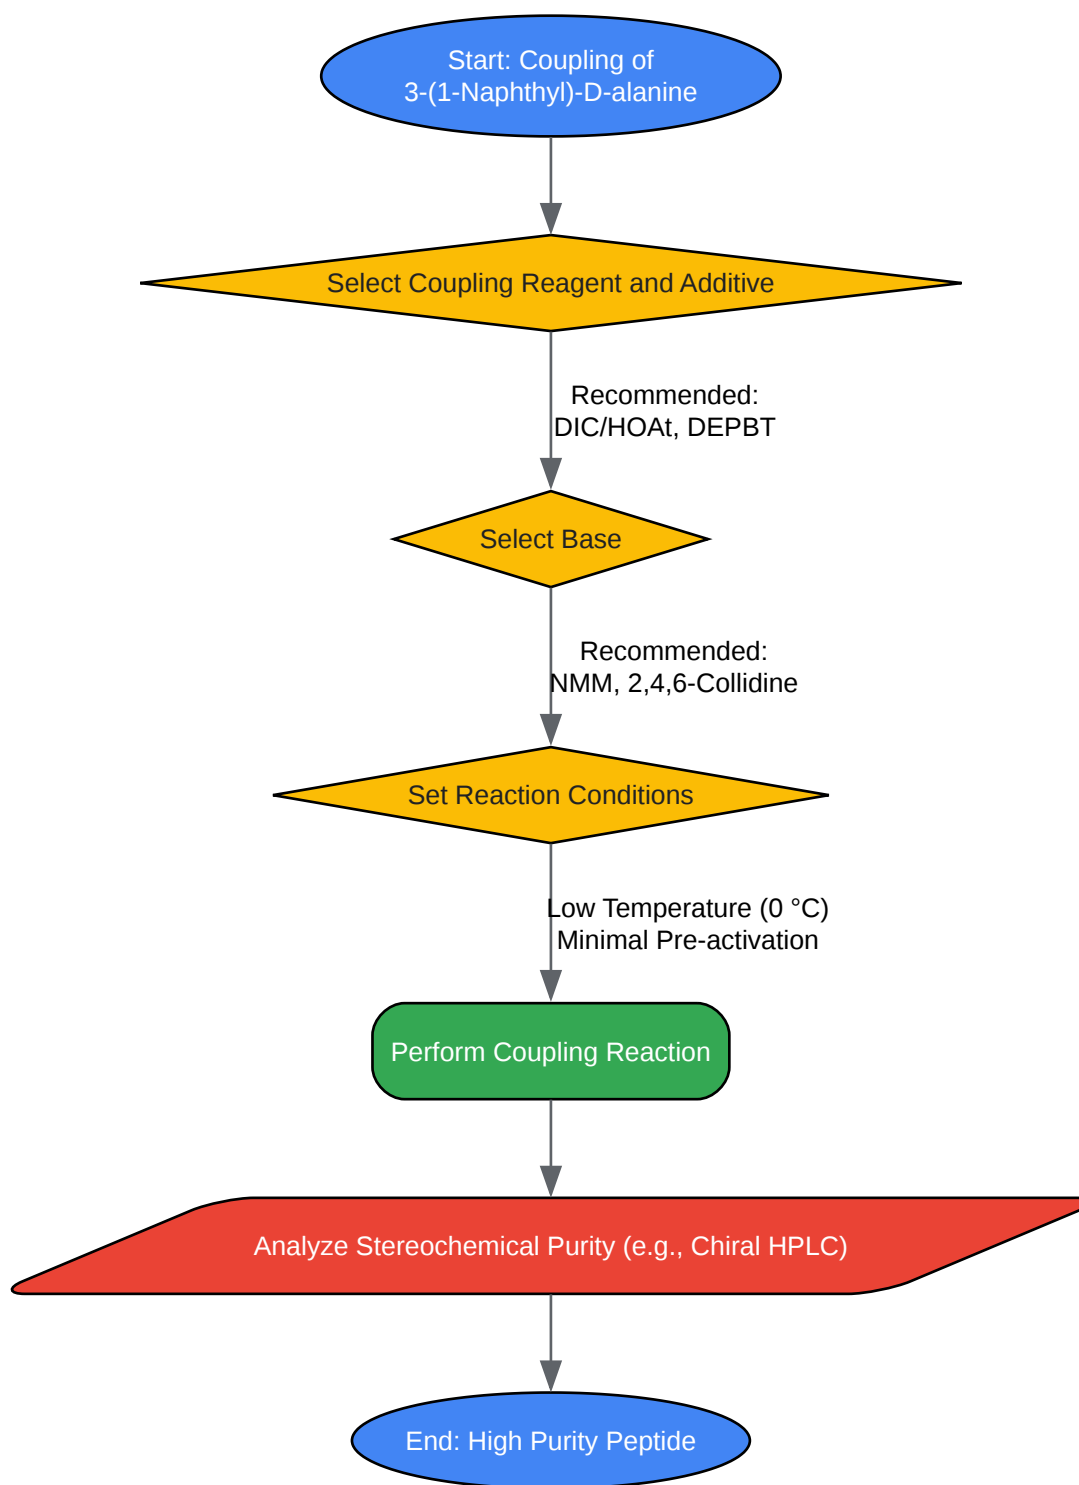 Start: Coupling of
3-(1-Naphthyl)-D-alanine
Select Coupling Reagent and Additive
Recommended:
DIC/HOAt, DEPBT
Select Base
Recommended:
NMM, 2,4,6-Collidine
Set Reaction Conditions
Low Temperature (0 °C)
Minimal Pre-activation
Perform Coupling Reaction
Analyze Stereochemical Purity (e.g., Chiral HPLC)
End: High Purity Peptide